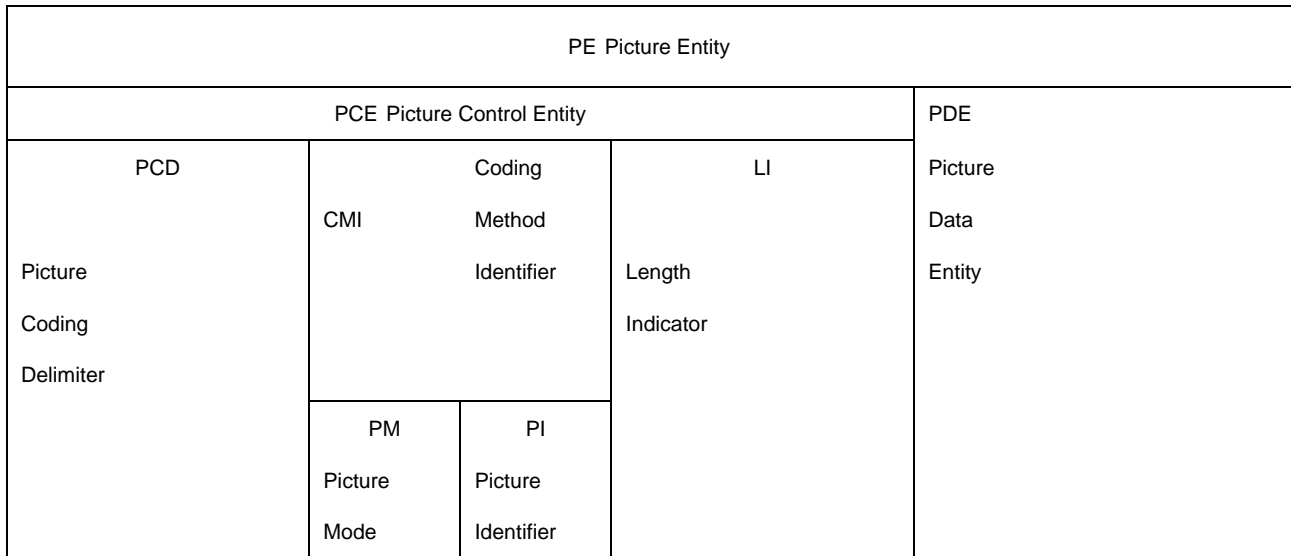 PE Picture Entity
PCE Picture Control Entity
PDE
Picture
Data
Entity
PCD
Picture
Coding
Delimiter
CMI
Coding
Method
Identifier
LI
Length
Indicator
PM
Picture
Mode
PI
Picture
Identifier